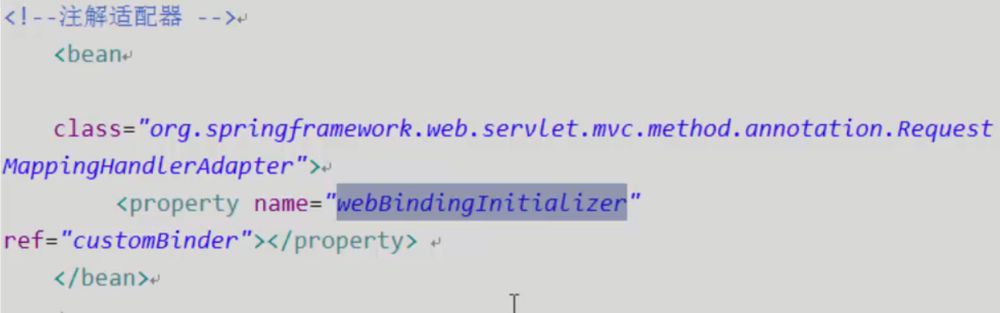 <!--注解适配器 -->
<bean
class="org.springframework.web.servlet.mvc.method.annotation.Request
MappingHandlerAdapter">
<property name="webBindingInitializer"
ref="customBinder"></property>
</bean>